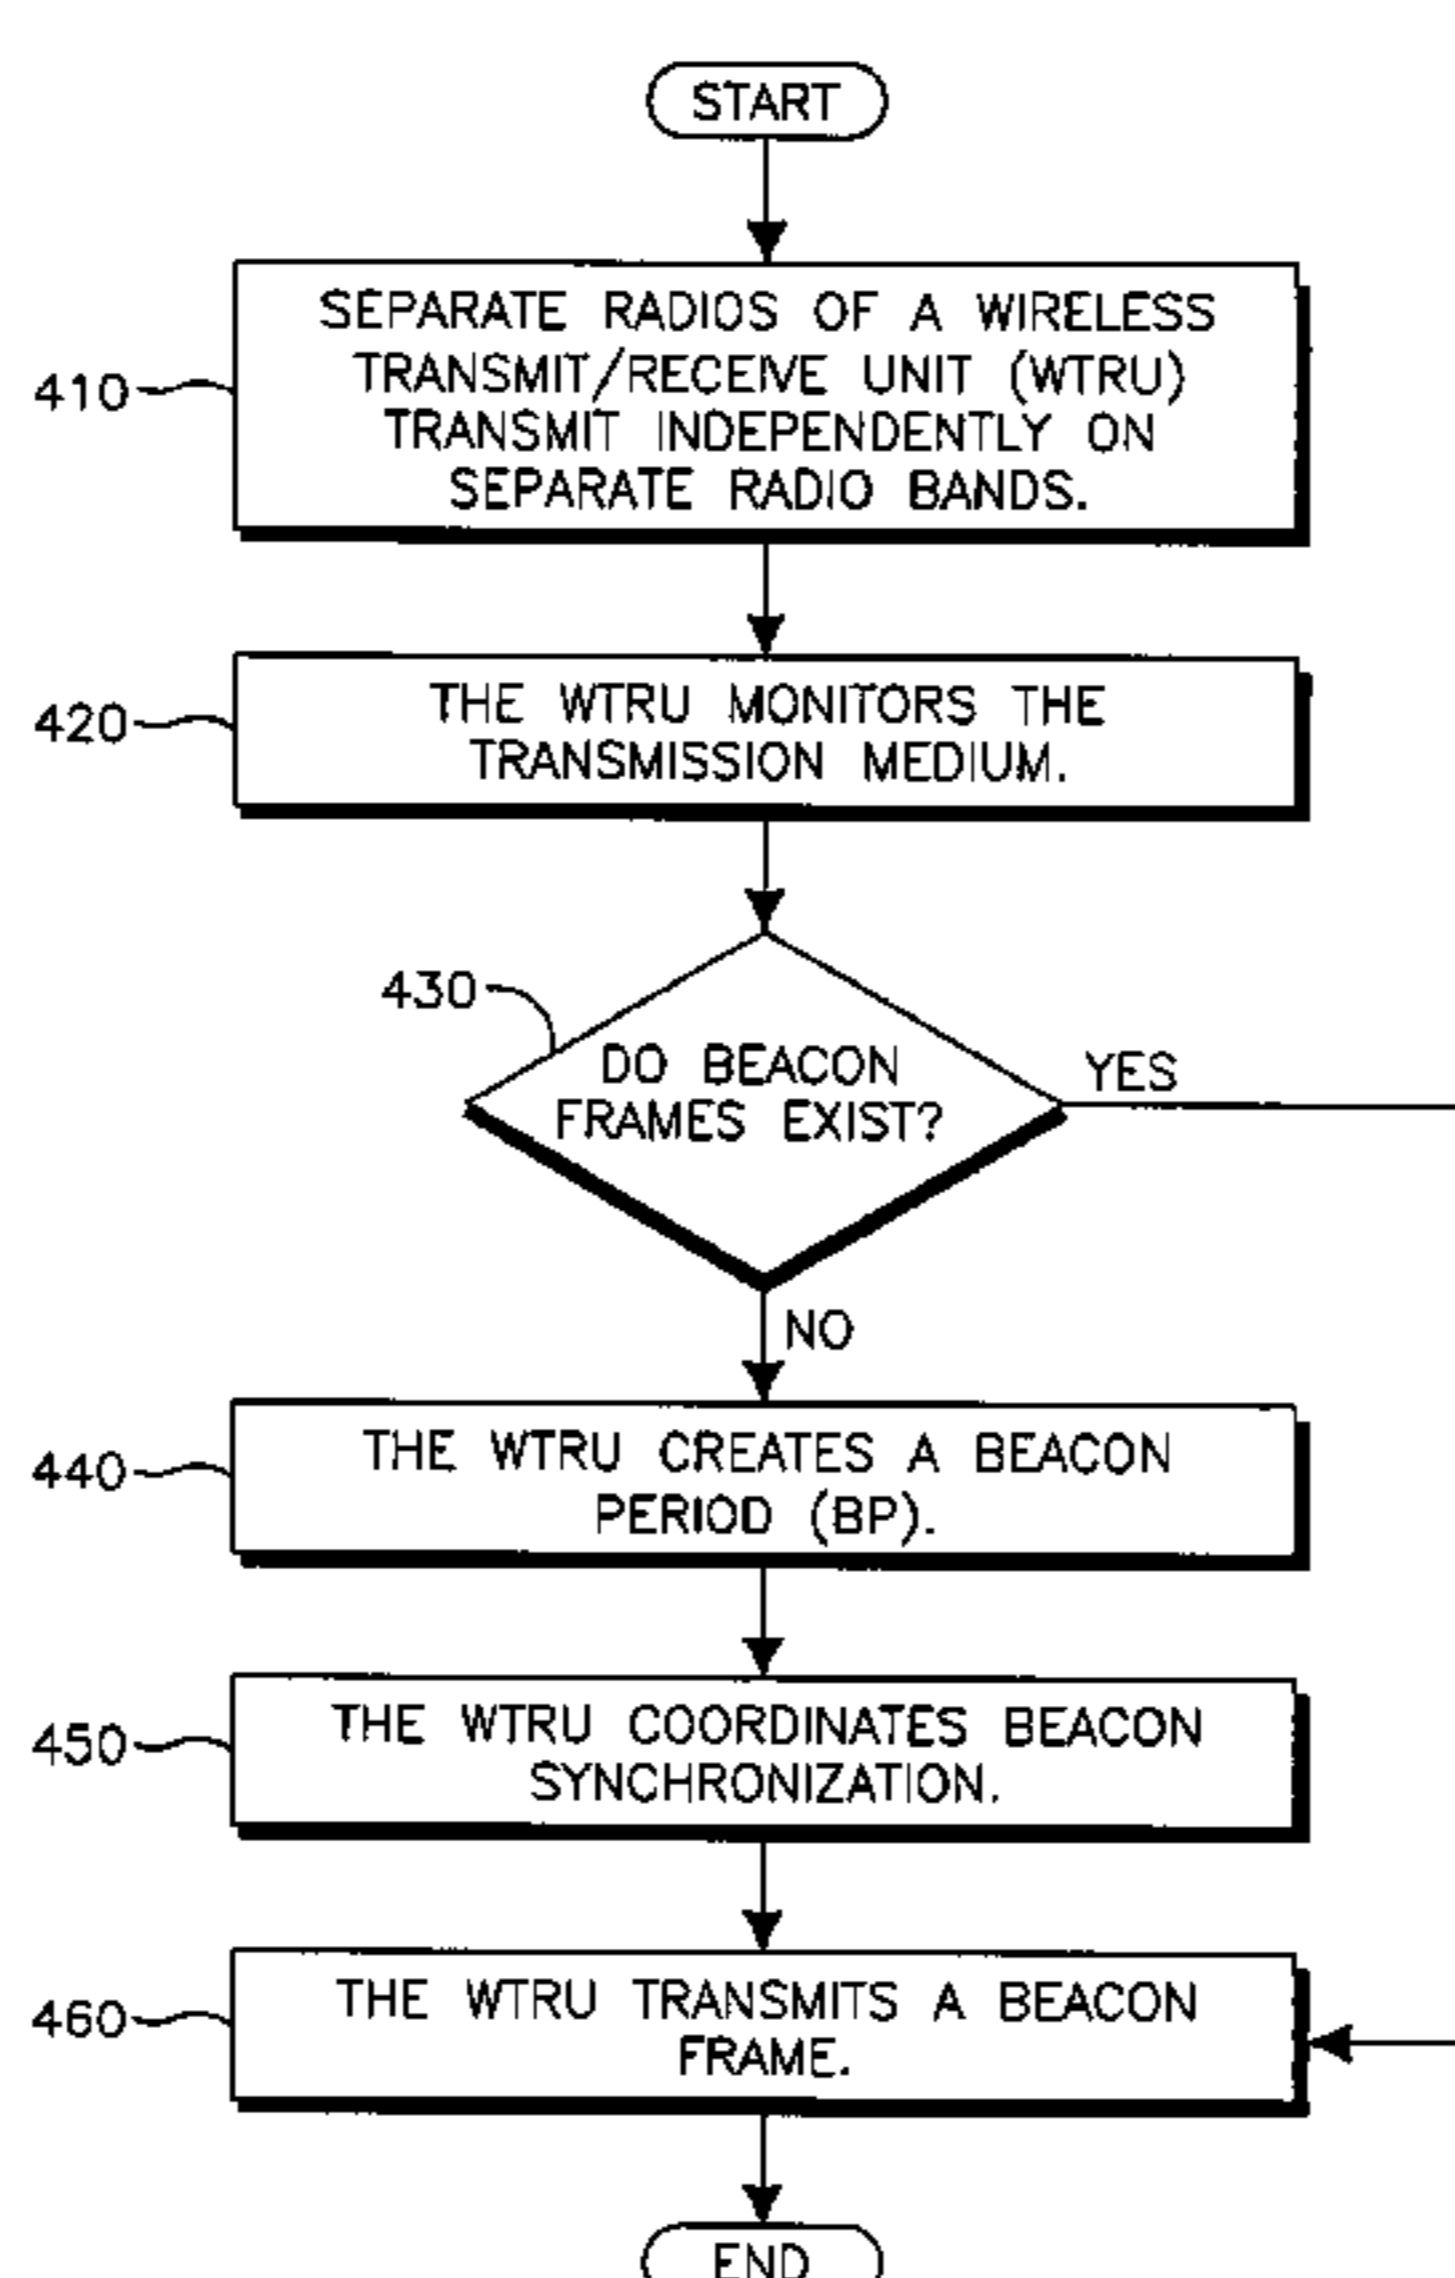 START
410
SEPARATE RADIOS OF A WIRELESS
TRANSMIT/RECEIVE UNIT (WTRU)
TRANSMIT INDEPENDENTLY ON
SEPARATE RADIO BANDS.
420
THE WTRU MONITORS THE
TRANSMISSION MEDIUM.
430
DO BEACON
FRAMES EXIST?
YES
NO
440
THE WTRU CREATES A BEACON
PERIOD (BP).
450
THE WTRU COORDINATES BEACON
SYNCHRONIZATION.
460
THE WTRU TRANSMITS A BEACON
FRAME.
END